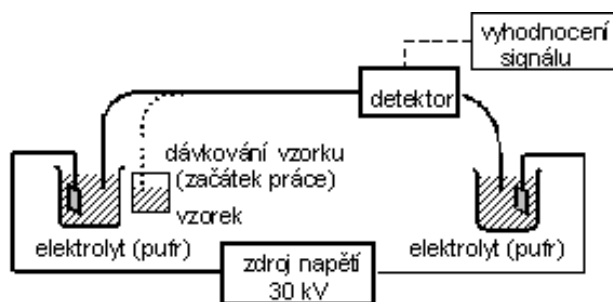 vyhodnocení
signálu
detektor
dávkování vzorku
(začátek práce)
vzorek
elektrolyt (pufr)
elektrolyt (pufr)
zdroj napětí
30 kV